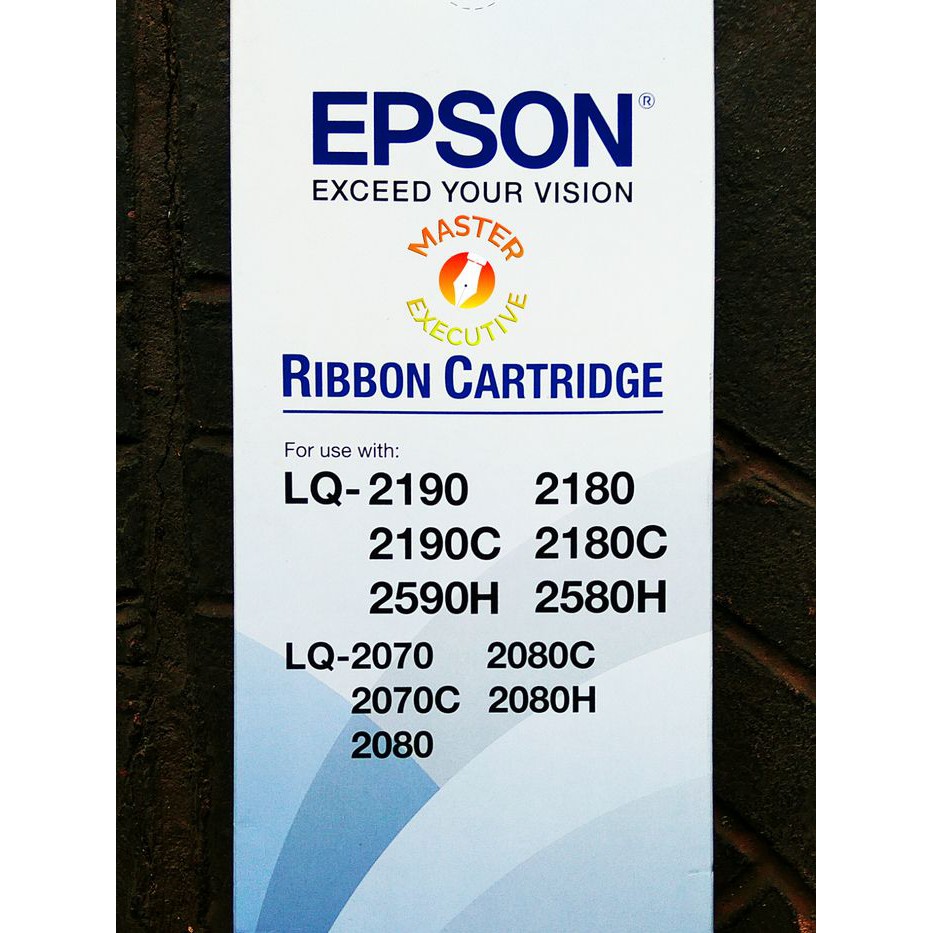 EPSON®
EXCEED YOUR VISION
MASTER
EXECUTIVE
RIBBON CARTRIDGE
For use with:
LQ-2190 2180
2190C 2180C
2590H 2580H
LQ-2070 2080C
2070C 2080H
2080